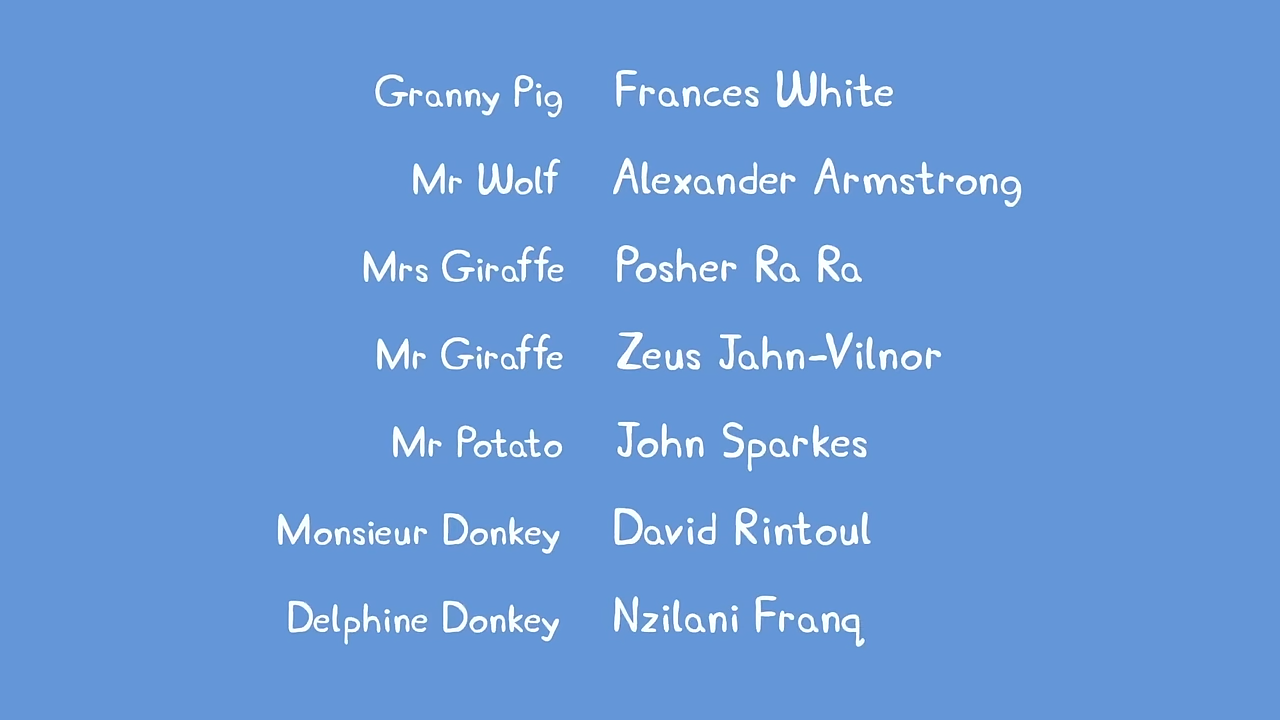 Granny Pig Frances White
Mr Wolf Alexander Armstrong
Mrs Giraffe Posher Ra Ra
Mr Giraffe Zeus Jahn-Vilnor
Mr Potato John Sparkes
Monsieur Donkey David Rintoul
Delphine Donkey Nzilani Franq